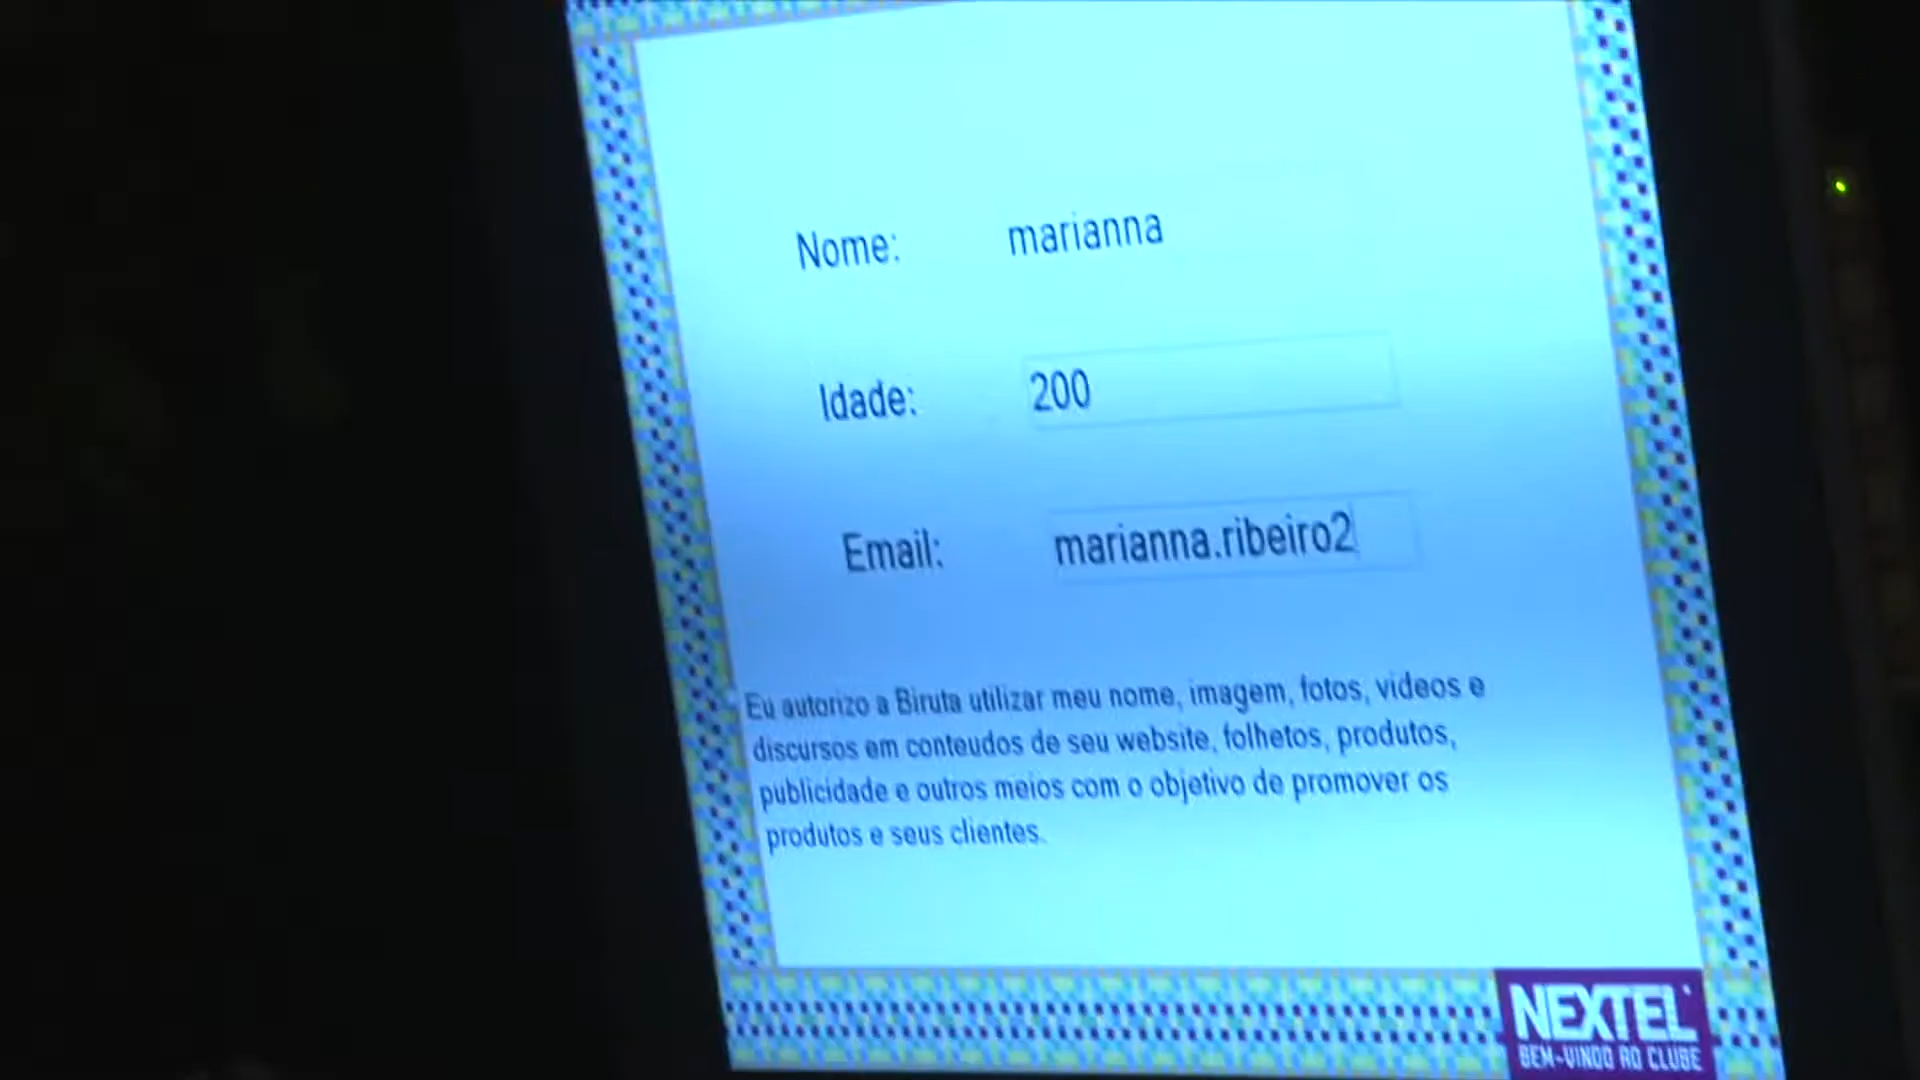 Nome: marianna
Idade: 200
Email: marianna.ribeiro2
Eu autorizo a Biruta utilizar meu nome, imagem, fotos, videos e
discursos em conteudos de seu website, folhetos, produtos,
publicidade e outros meios com o objetivo de promover os
produtos e seus clientes.
NEXTEL
BEM-VINDO AO CLUBE